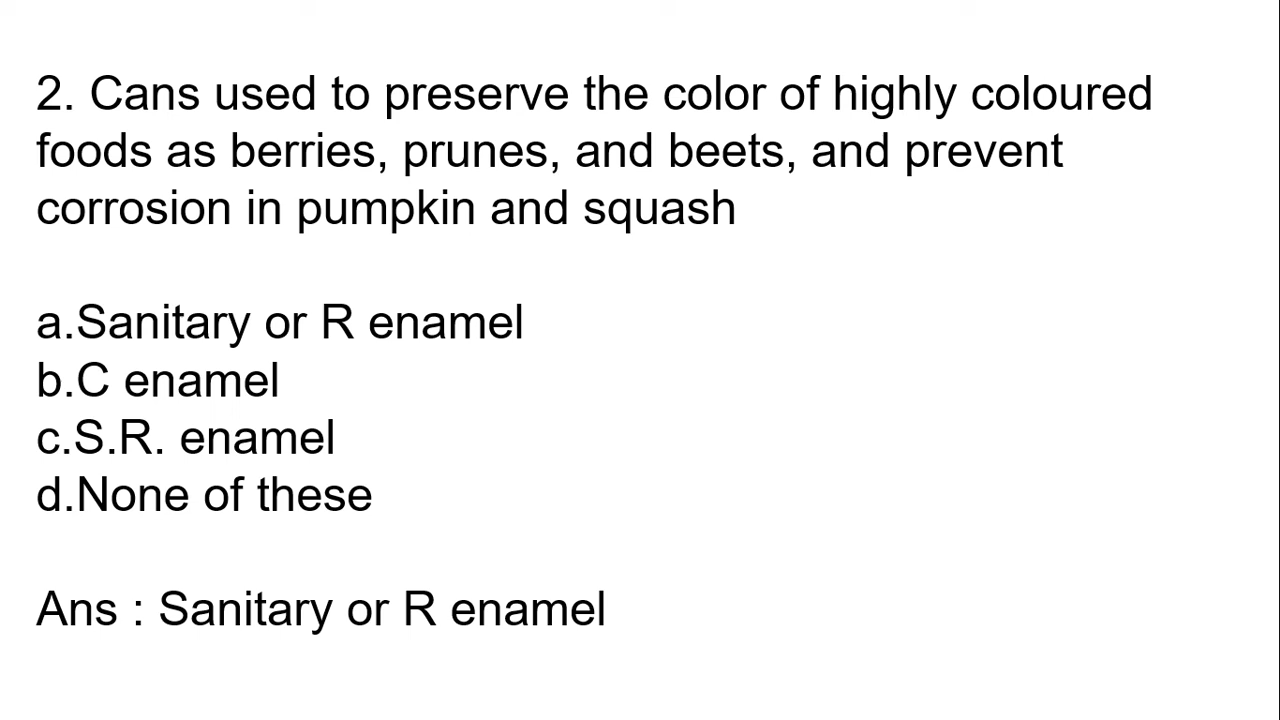 2. Cans used to preserve the color of highly coloured
foods as berries, prunes, and beets, and prevent
corrosion in pumpkin and squash
a.Sanitary or R enamel
b.C enamel
c.S.R. enamel
d.None of these
Ans : Sanitary or R enamel